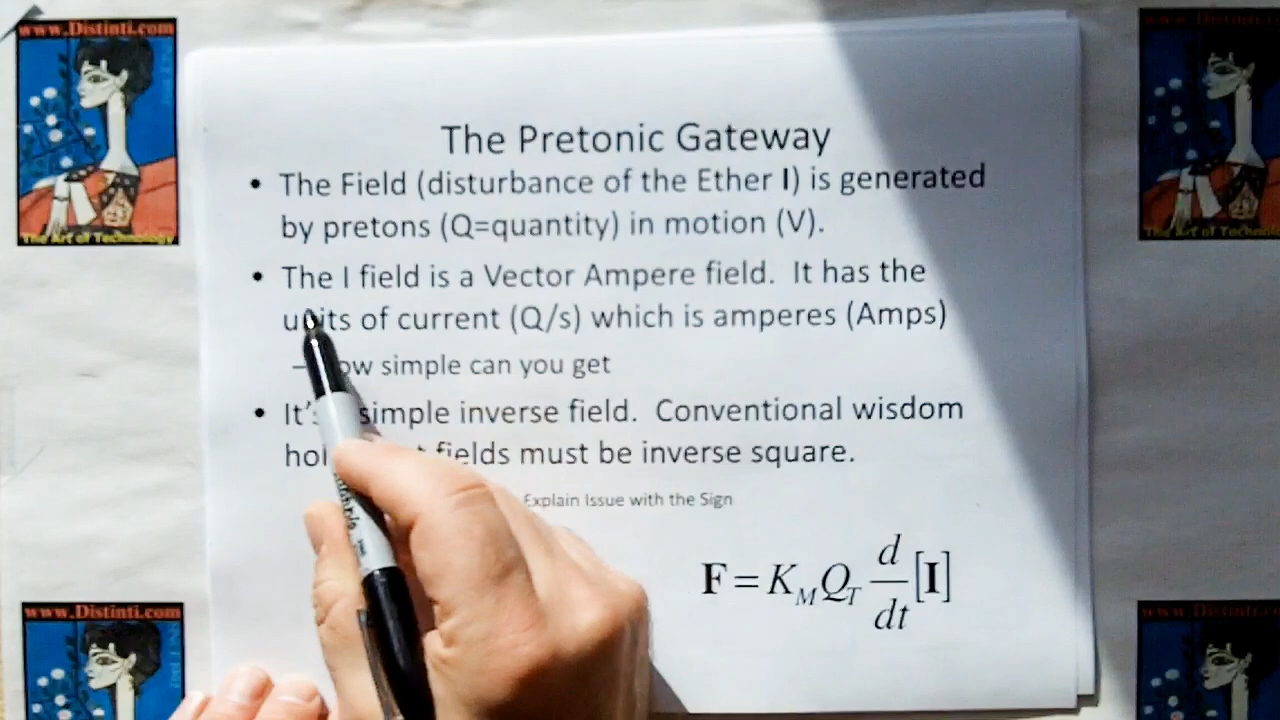 www.Distinti.com
The Art of Technology
www.Distinti.com
The Art of Technology
The Pretonic Gateway
• The Field (disturbance of the Ether I) is generated
by pretons (Q=quantity) in motion (V).
• The I field is a Vector Ampere field. It has the
units of current (Q/s) which is amperes (Amps)
– simple can you get
• It's simple inverse field. Conventional wisdom
fields must be inverse square.
Explain Issue with the Sign
F = K_M Q_T d/dt [I]
www.Distinti.com
www.Distinti.com